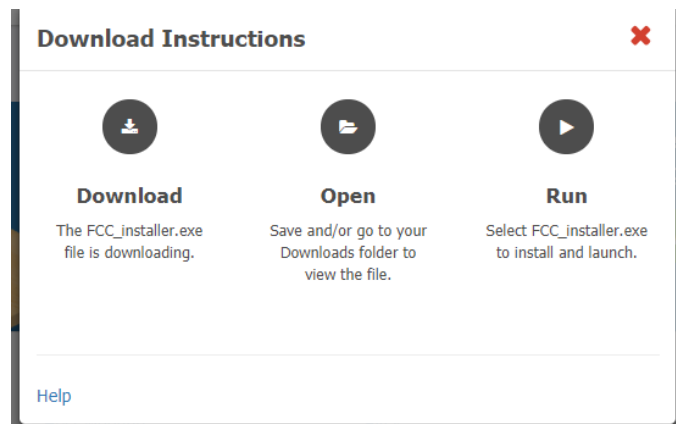 Download Instructions
Download
The FCC_installer.exe
file is downloading.
Open
Save and/or go to your
Downloads folder to
view the file.
Run
Select FCC_installer.exe
to install and launch.
Help